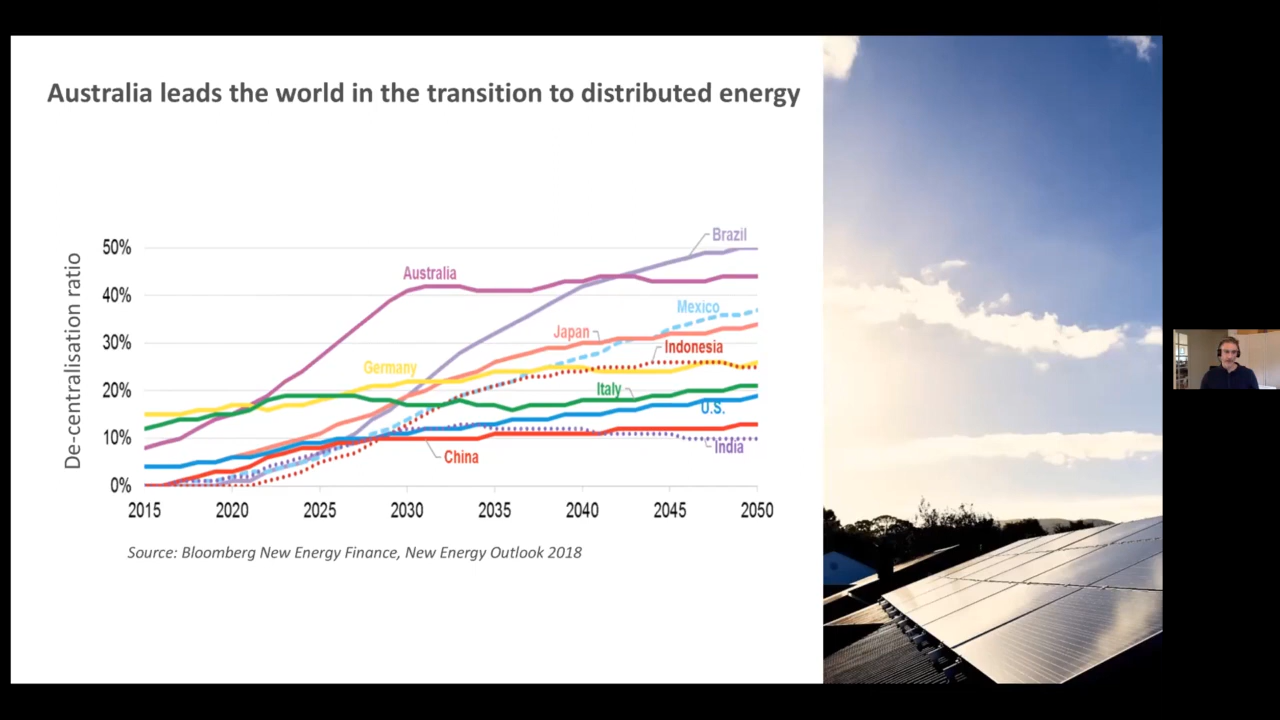 Australia leads the world in the transition to distributed energy
De-centralisation ratio
50%
40%
30%
20%
10%
0%
Brazil
Australia
Mexico
Japan
Indonesia
Germany
Italy
U.S.
India
China
2015 2020 2025 2030 2035 2040 2045 2050
Source: Bloomberg New Energy Finance, New Energy Outlook 2018